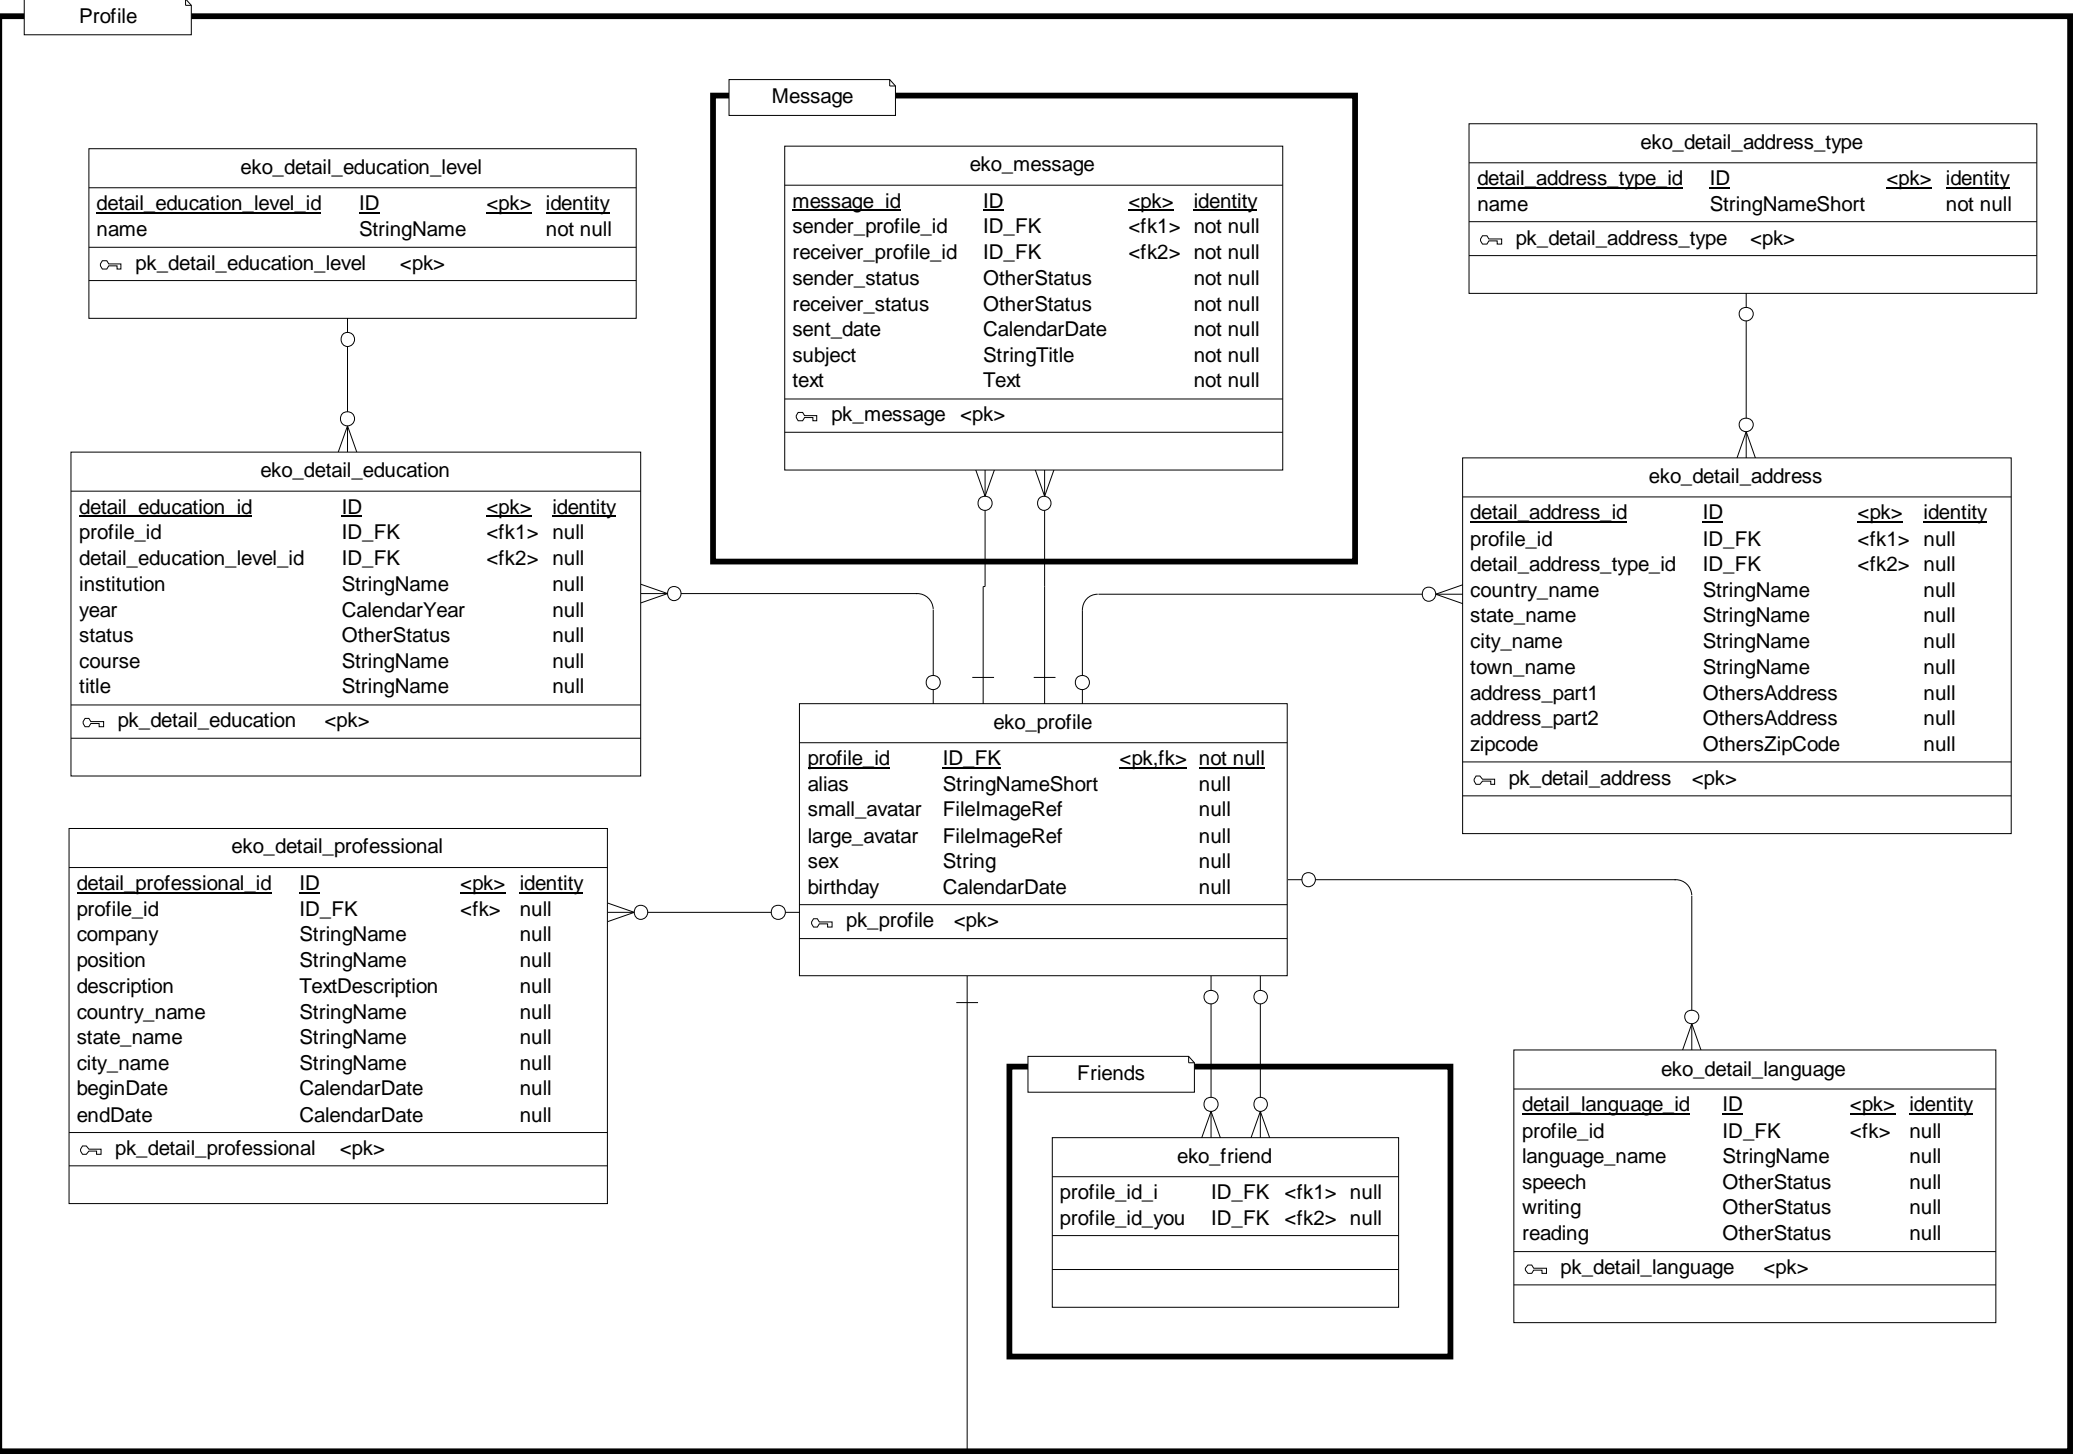 Profile
Message
eko_detail_education_level
detail_education_level_id ID <pk> identity
name StringName not null
pk_detail_education_level <pk>
eko_message
message_id ID <pk> identity
sender_profile_id ID_FK <fk1> not null
receiver_profile_id ID_FK <fk2> not null
sender_status OtherStatus not null
receiver_status OtherStatus not null
sent_date CalendarDate not null
subject StringTitle not null
text Text not null
pk_message <pk>
eko_detail_address_type
detail_address_type_id ID <pk> identity
name StringNameShort not null
pk_detail_address_type <pk>
eko_detail_education
detail_education_id ID <pk> identity
profile_id ID_FK <fk1> null
detail_education_level_id ID_FK <fk2> null
institution StringName null
year CalendarYear null
status OtherStatus null
course StringName null
title StringName null
pk_detail_education <pk>
eko_detail_address
detail_address_id ID <pk> identity
profile_id ID_FK <fk1> null
detail_address_type_id ID_FK <fk2> null
country_name StringName null
state_name StringName null
city_name StringName null
town_name StringName null
address_part1 OthersAddress null
address_part2 OthersAddress null
zipcode OthersZipCode null
pk_detail_address <pk>
eko_profile
profile_id ID_FK <pk,fk> not null
alias StringNameShort null
small_avatar FileImageRef null
large_avatar FileImageRef null
sex String null
birthday CalendarDate null
pk_profile <pk>
eko_detail_professional
detail_professional_id ID <pk> identity
profile_id ID_FK <fk> null
company StringName null
position StringName null
description TextDescription null
country_name StringName null
state_name StringName null
city_name StringName null
beginDate CalendarDate null
endDate CalendarDate null
pk_detail_professional <pk>
Friends
eko_friend
profile_id_i ID_FK <fk1> null
profile_id_you ID_FK <fk2> null
eko_detail_language
detail_language_id ID <pk> identity
profile_id ID_FK <fk> null
language_name StringName null
speech OtherStatus null
writing OtherStatus null
reading OtherStatus null
pk_detail_language <pk>